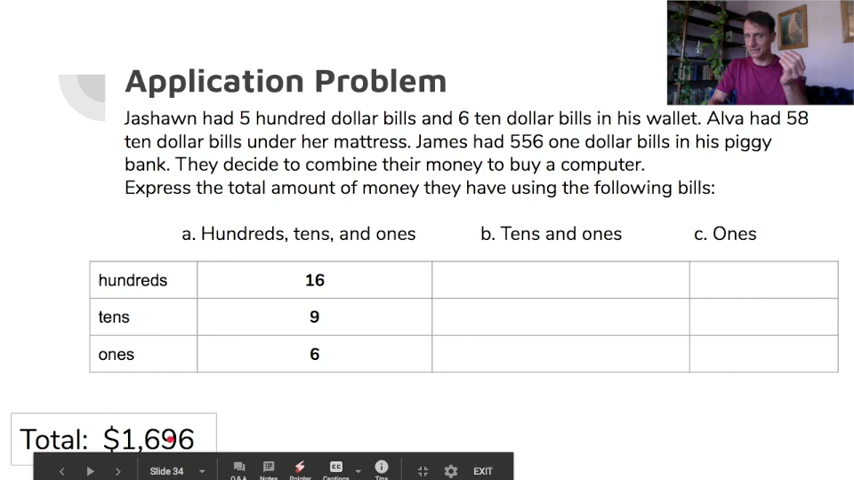 Application Problem
Jashawn had 5 hundred dollar bills and 6 ten dollar bills in his wallet. Alva had 58
ten dollar bills under her mattress. James had 556 one dollar bills in his piggy
bank. They decide to combine their money to buy a computer.
Express the total amount of money they have using the following bills:
a. Hundreds, tens, and ones b. Tens and ones c. Ones
hundreds 16
tens 9
ones 6
Total: $1,696
Slide 34 Q&A Notes Pointer Captions Tips EXIT